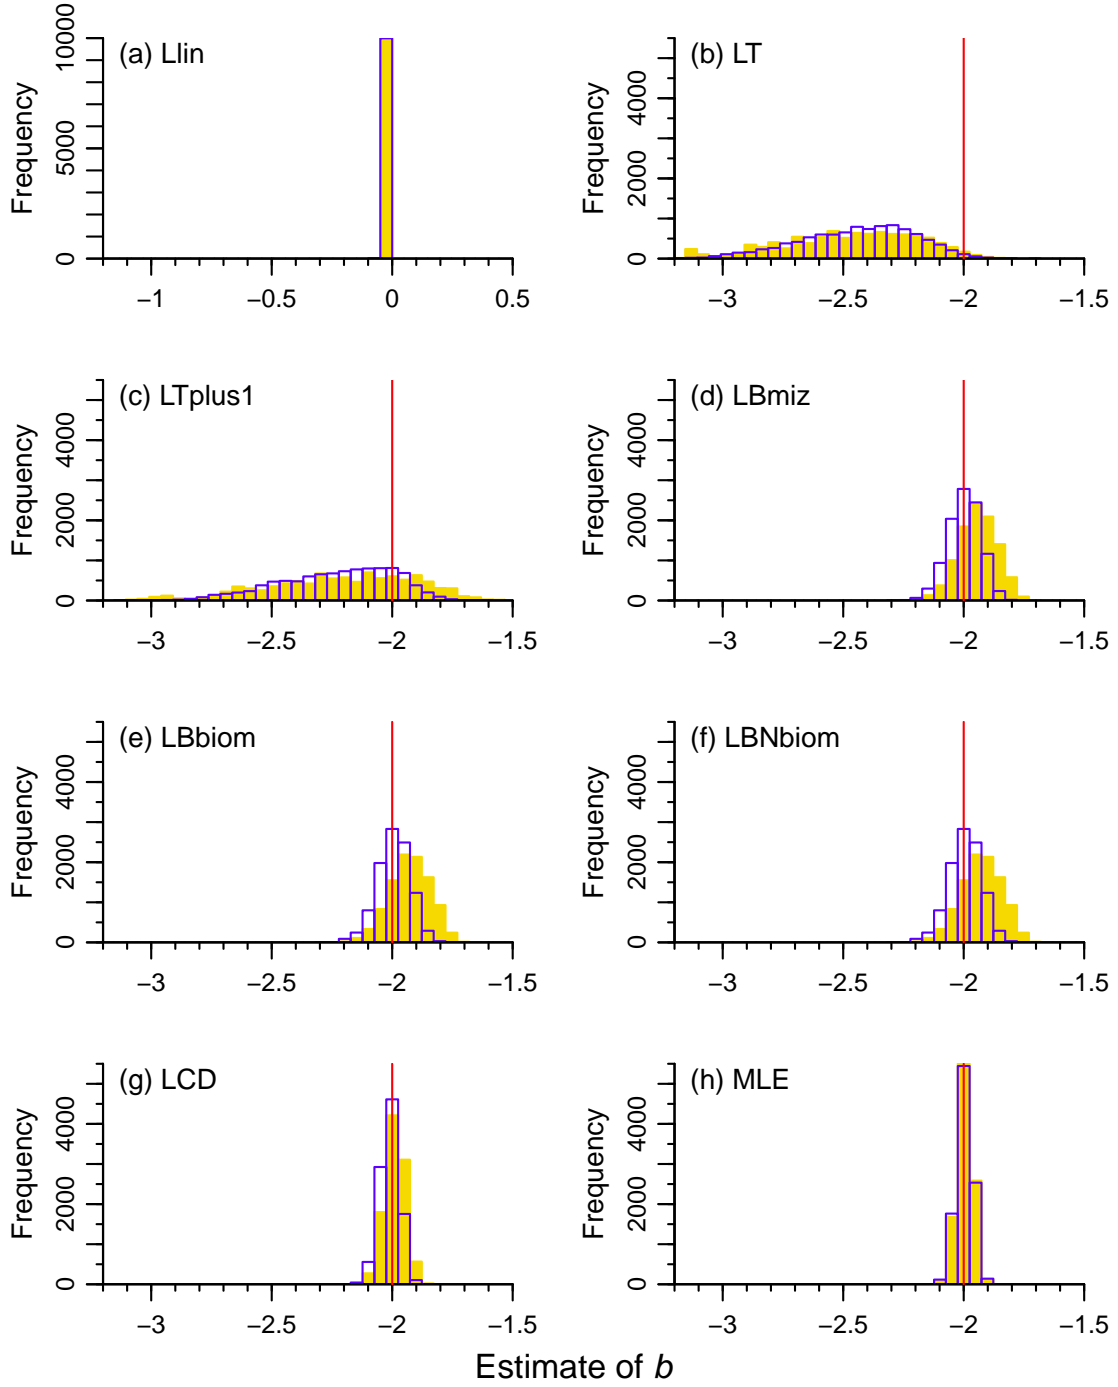 (a) Llin
Frequency
0 5000 10000
−1 −0.5 0 0.5
(b) LT
Frequency
0 2000 4000
−3 −2.5 −2 −1.5
(c) LTplus1
Frequency
0 2000 4000
−3 −2.5 −2 −1.5
(d) LBmiz
Frequency
0 2000 4000
−3 −2.5 −2 −1.5
(e) LBbiom
Frequency
0 2000 4000
−3 −2.5 −2 −1.5
(f) LBNbiom
Frequency
0 2000 4000
−3 −2.5 −2 −1.5
(g) LCD
Frequency
0 2000 4000
−3 −2.5 −2 −1.5
(h) MLE
Frequency
0 2000 4000
−3 −2.5 −2 −1.5
Estimate of b